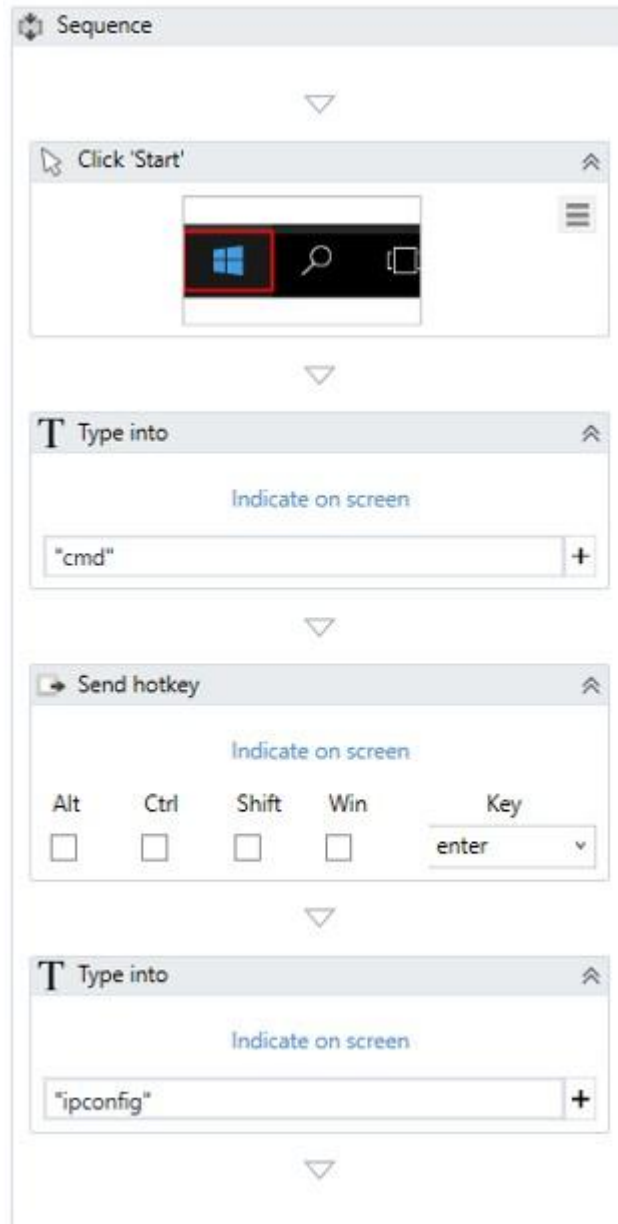 Sequence
Click 'Start'
T Type into
Indicate on screen
"cmd" +
Send hotkey
Indicate on screen
Alt Ctrl Shift Win Key
enter
T Type into
Indicate on screen
"ipconfig" +